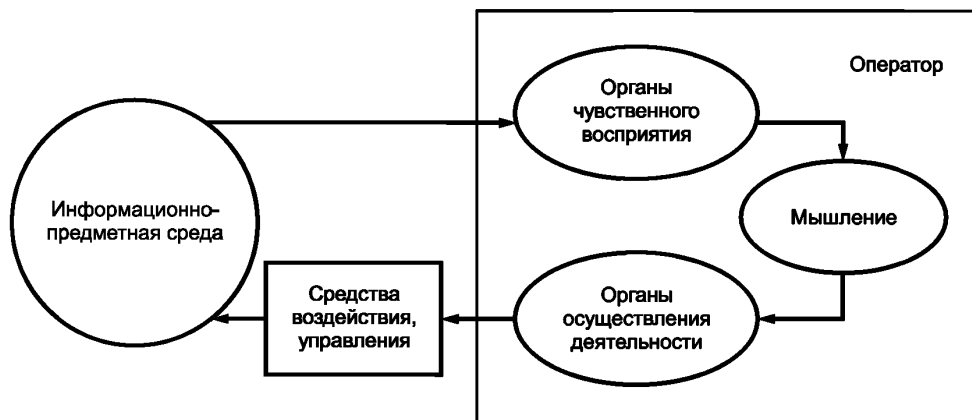 Оператор
Органы
чувственного
восприятия
Мышление
Информационно-
предметная среда
Средства
воздействия,
управления
Органы
осуществления
деятельности